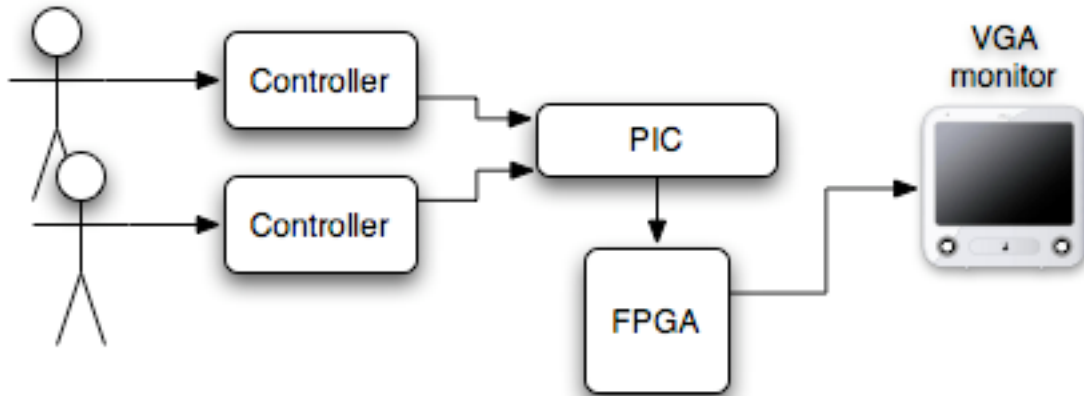 Controller
Controller
PIC
FPGA
VGA
monitor